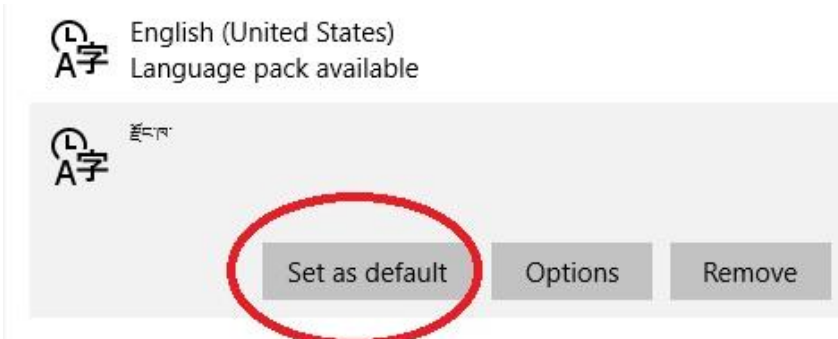 English (United States)
Language pack available
རྫོང་ཁ་
Set as default
Options
Remove